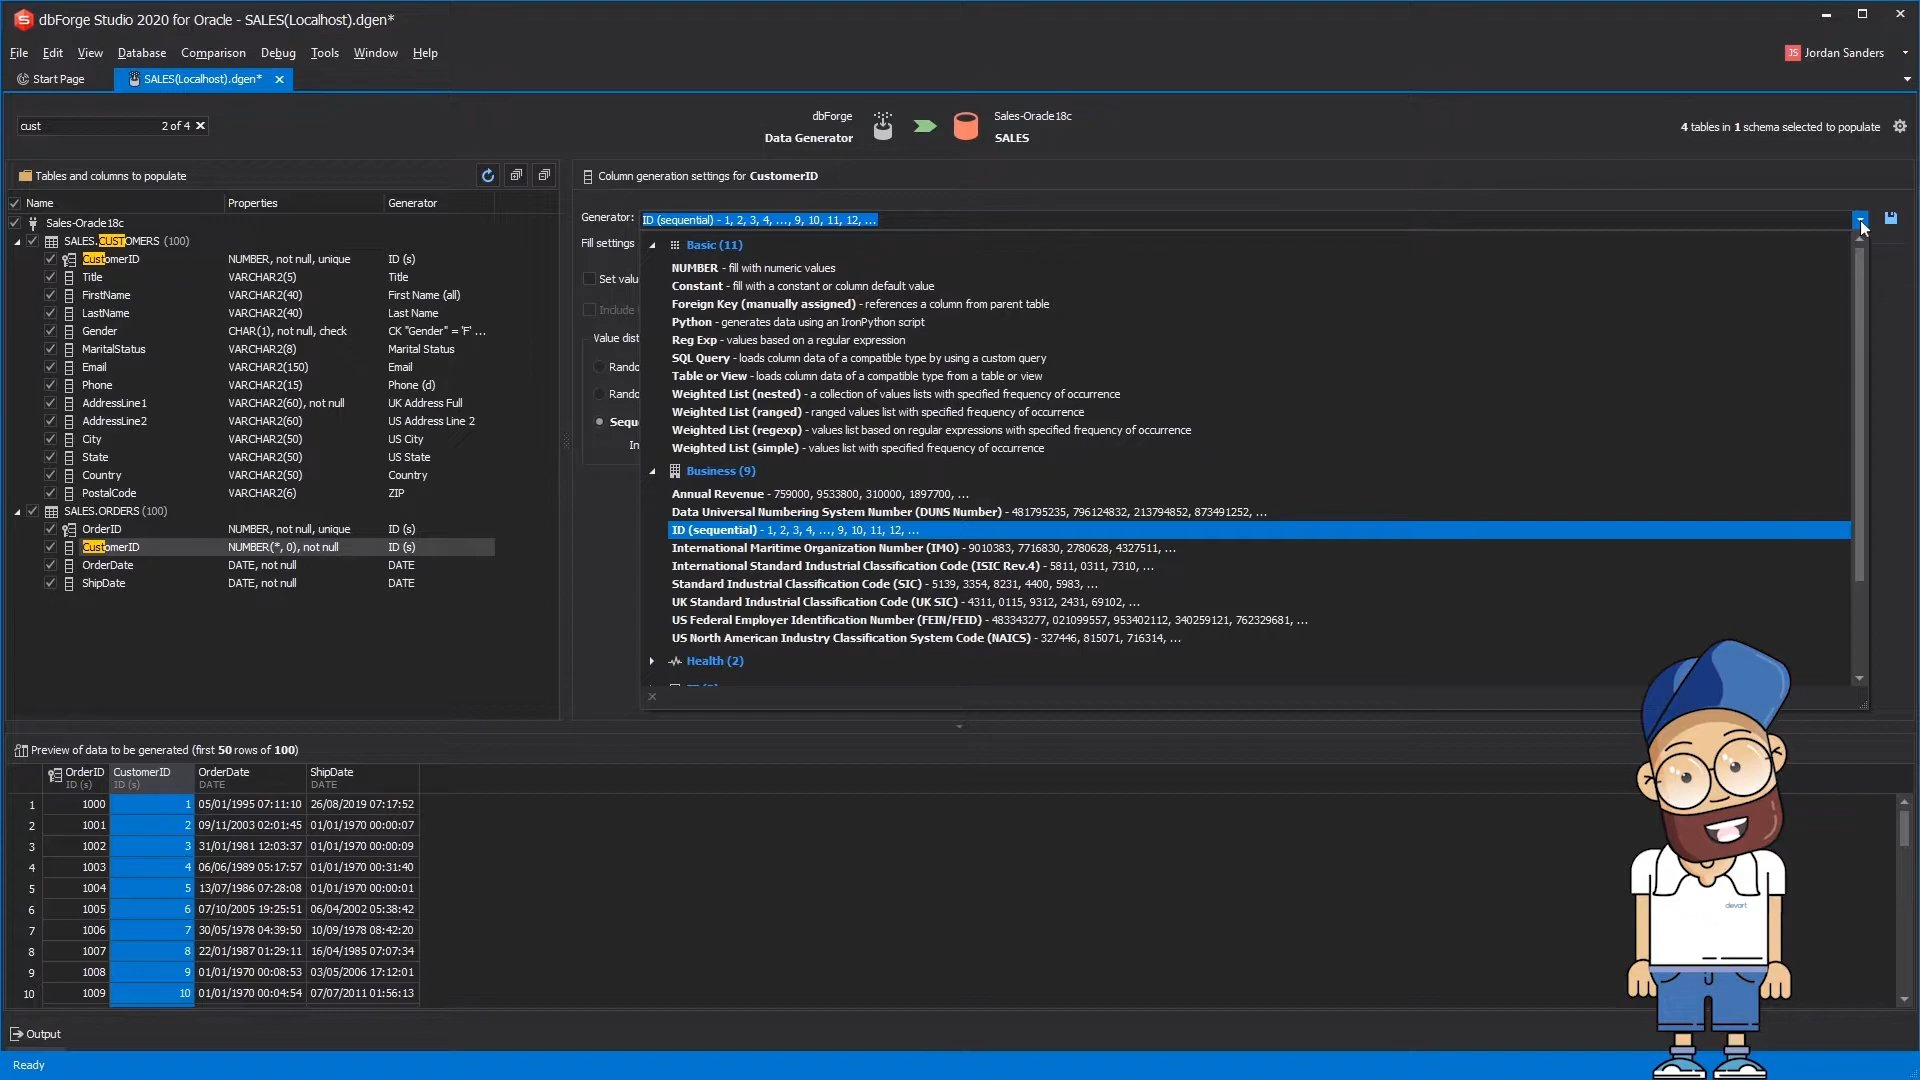 dbForge Studio 2020 for Oracle - SALES(Localhost).dgen*
File Edit View Database Comparison Debug Tools Window Help
JS Jordan Sanders
Start Page
SALES(Localhost).dgen*
cust 2 of 4
dbForge
Data Generator
Sales-Oracle18c
SALES
4 tables in 1 schema selected to populate
Tables and columns to populate
Name Properties Generator
Sales-Oracle18c
SALES.CUSTOMERS (100)
CustomerID NUMBER, not null, unique ID (s)
Title VARCHAR2(5) Title
FirstName VARCHAR2(40) First Name (all)
LastName VARCHAR2(40) Last Name
Gender CHAR(1), not null, check CK "Gender" = 'F' ...
MaritalStatus VARCHAR2(8) Marital Status
Email VARCHAR2(150) Email
Phone VARCHAR2(15) Phone (d)
AddressLine1 VARCHAR2(60), not null UK Address Full
AddressLine2 VARCHAR2(60) US Address Line 2
City VARCHAR2(50) US City
State VARCHAR2(50) US State
Country VARCHAR2(50) Country
PostalCode VARCHAR2(6) ZIP
SALES.ORDERS (100)
OrderID NUMBER, not null, unique ID (s)
CustomerID NUMBER(*, 0), not null ID (s)
OrderDate DATE, not null DATE
ShipDate DATE, not null DATE
Column generation settings for CustomerID
Generator: ID (sequential) - 1, 2, 3, 4, ..., 9, 10, 11, 12, ...
Fill settings
Set valu
Include
Value dist
Rando
Rando
Sequ
In
Basic (11)
NUMBER - fill with numeric values
Constant - fill with a constant or column default value
Foreign Key (manually assigned) - references a column from parent table
Python - generates data using an IronPython script
Reg Exp - values based on a regular expression
SQL Query - loads column data of a compatible type by using a custom query
Table or View - loads column data of a compatible type from a table or view
Weighted List (nested) - a collection of values lists with specified frequency of occurrence
Weighted List (ranged) - ranged values list with specified frequency of occurrence
Weighted List (regexp) - values list based on regular expressions with specified frequency of occurrence
Weighted List (simple) - values list with specified frequency of occurrence
Business (9)
Annual Revenue - 759000, 9533800, 310000, 1897700, ...
Data Universal Numbering System Number (DUNS Number) - 481795235, 796124832, 213794852, 873491252, ...
ID (sequential) - 1, 2, 3, 4, ..., 9, 10, 11, 12, ...
International Maritime Organization Number (IMO) - 9010383, 7716830, 2780628, 4327511, ...
International Standard Industrial Classification Code (ISIC Rev.4) - 5811, 0311, 7310, ...
Standard Industrial Classification Code (SIC) - 5139, 3354, 8231, 4400, 5983, ...
UK Standard Industrial Classification Code (UK SIC) - 4311, 0115, 9312, 2431, 69102, ...
US Federal Employer Identification Number (FEIN/FEID) - 483343277, 021099557, 953402112, 340259121, 762329681, ...
US North American Industry Classification System Code (NAICS) - 327446, 815071, 716314, ...
Health (2)
Preview of data to be generated (first 50 rows of 100)
OrderID CustomerID OrderDate ShipDate
ID (s) ID (s) DATE DATE
1 1000 1 05/01/1995 07:11:10 26/08/2019 07:17:52
2 1001 2 09/11/2003 02:01:45 01/01/1970 00:00:07
3 1002 3 31/01/1981 12:03:37 01/01/1970 00:00:09
4 1003 4 06/06/1989 05:17:57 01/01/1970 00:31:40
5 1004 5 13/07/1986 07:28:08 01/01/1970 00:00:01
6 1005 6 07/10/2005 19:25:51 06/04/2002 05:38:42
7 1006 7 30/05/1978 04:39:50 10/09/1978 08:42:20
8 1007 8 22/01/1987 01:29:11 16/04/1985 07:07:34
9 1008 9 01/01/1970 00:08:53 03/05/2006 17:12:01
10 1009 10 01/01/1970 00:04:54 07/07/2011 01:56:13
devart
Output
Ready